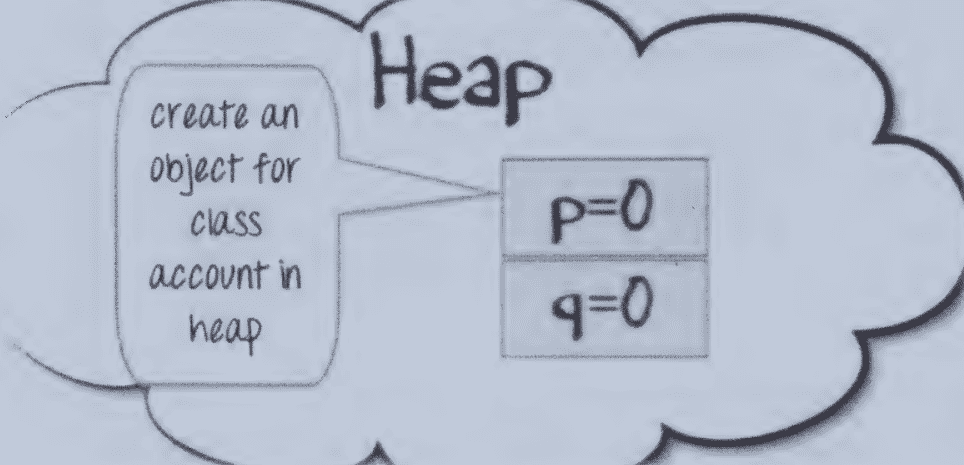 Heap
create an
object for
class
account in
heap
p=0
q=0